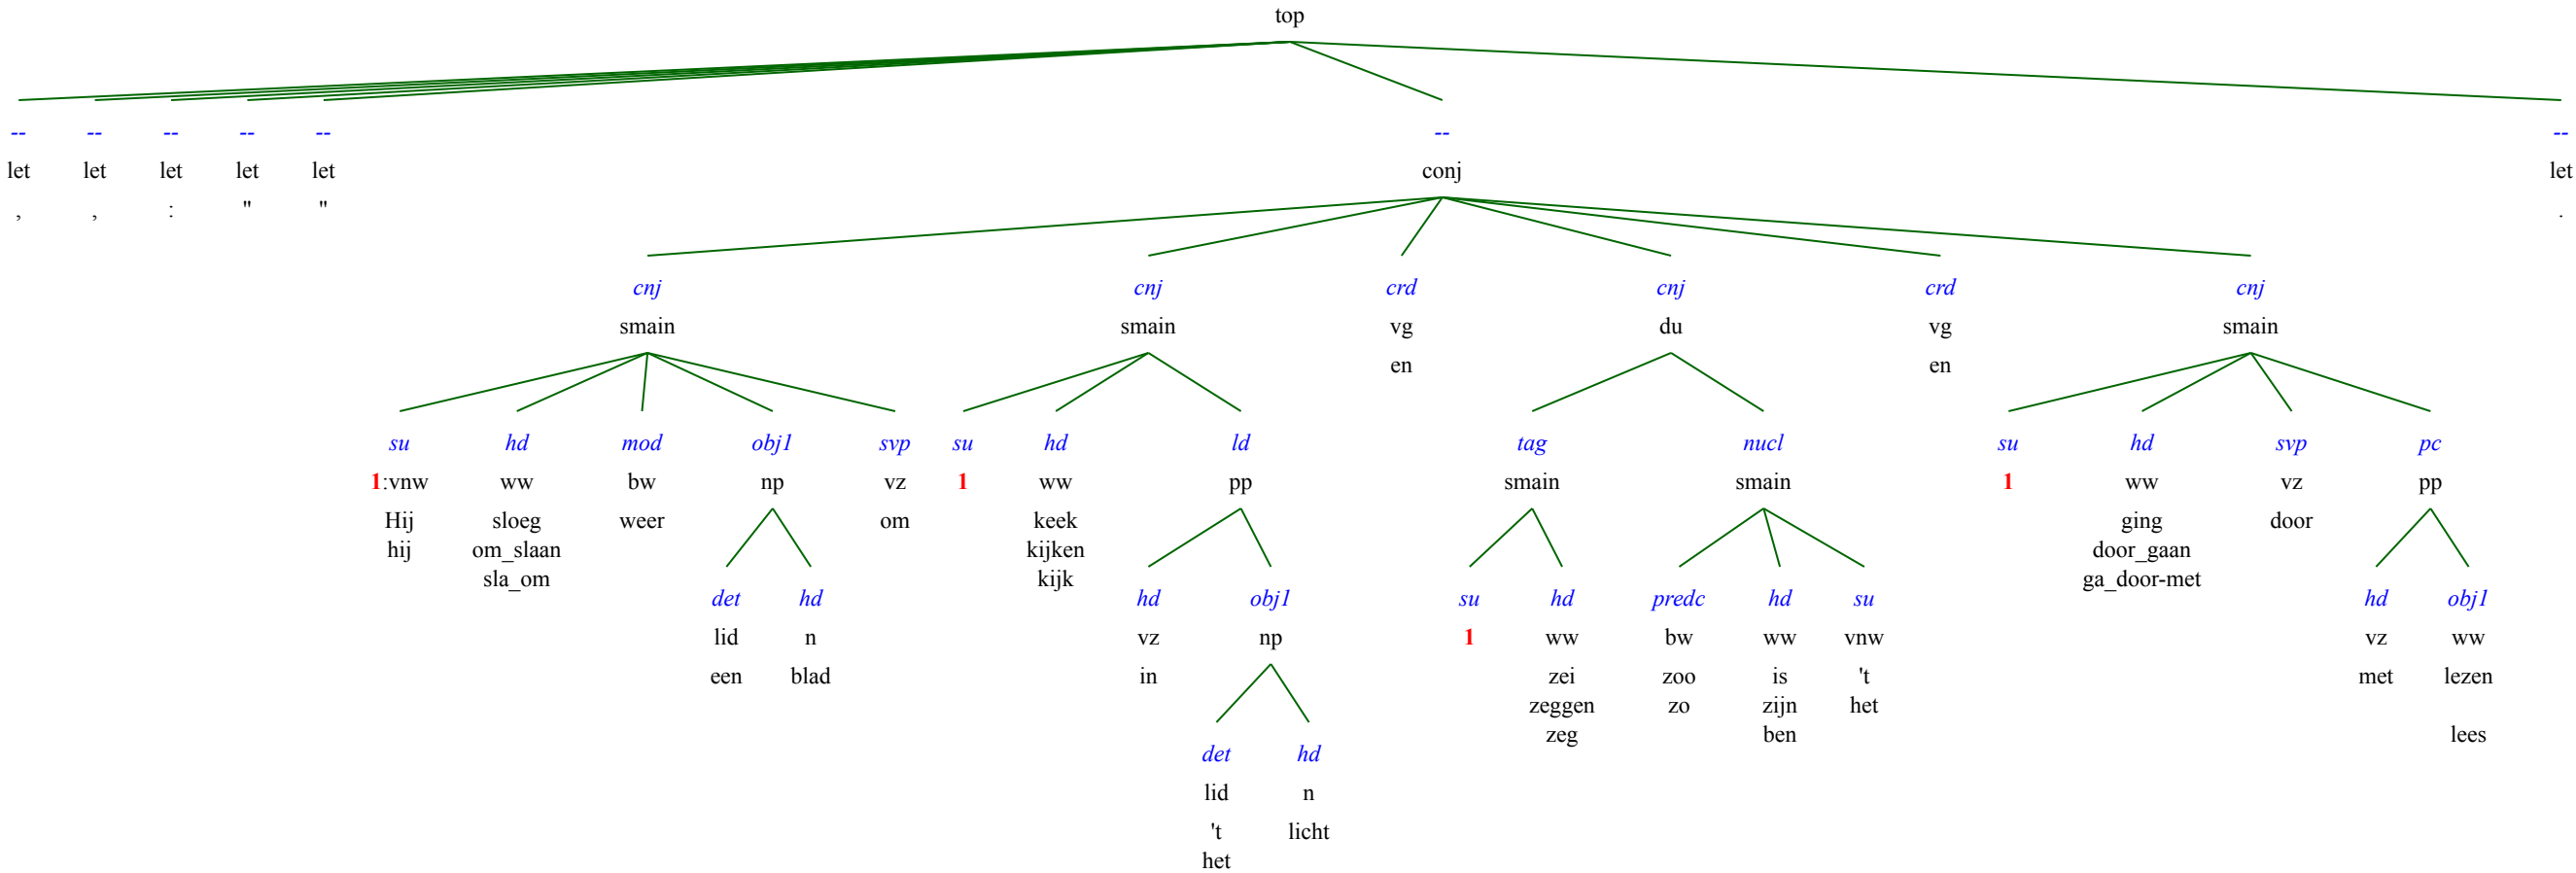 top
-- -- -- -- -- -- --
let let let let let conj let
, , : " " .
cnj cnj crd cnj crd cnj
smain smain vg du vg smain
en en
su hd mod obj1 svp su hd ld tag nucl su hd svp pc
1:vnw ww bw np vz 1 ww pp smain smain 1 ww vz pp
Hij sloeg weer om keek ging door
hij om_slaan kijken door_gaan
sla_om kijk ga_door-met
det hd hd obj1 su hd predc hd su hd obj1
lid n vz np 1 ww bw ww vnw vz ww
een blad in zei zoo is 't met lezen
zeggen zo zijn het
zeg ben lees
det hd
lid n
't licht
het